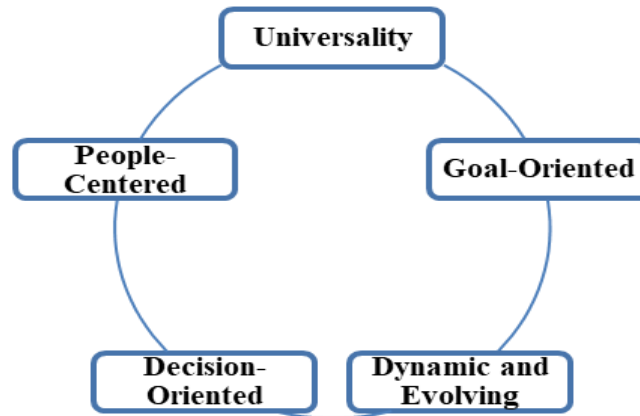 Universality
People-
Centered
Goal-Oriented
Decision-
Oriented
Dynamic and
Evolving